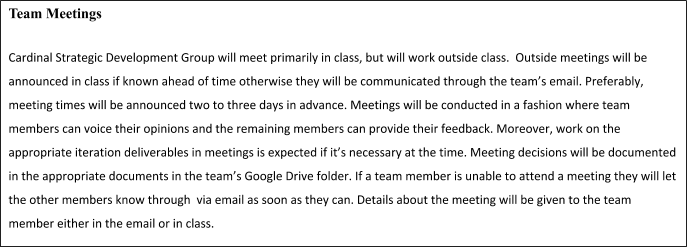 Team Meetings
Cardinal Strategic Development Group will meet primarily in class, but will work outside class.  Outside meetings will be
announced in class if known ahead of time otherwise they will be communicated through the team’s email. Preferably,
meeting times will be announced two to three days in advance. Meetings will be conducted in a fashion where team
members can voice their opinions and the remaining members can provide their feedback. Moreover, work on the
appropriate iteration deliverables in meetings is expected if it’s necessary at the time. Meeting decisions will be documented
in the appropriate documents in the team’s Google Drive folder. If a team member is unable to attend a meeting they will let
the other members know through  via email as soon as they can. Details about the meeting will be given to the team
member either in the email or in class.